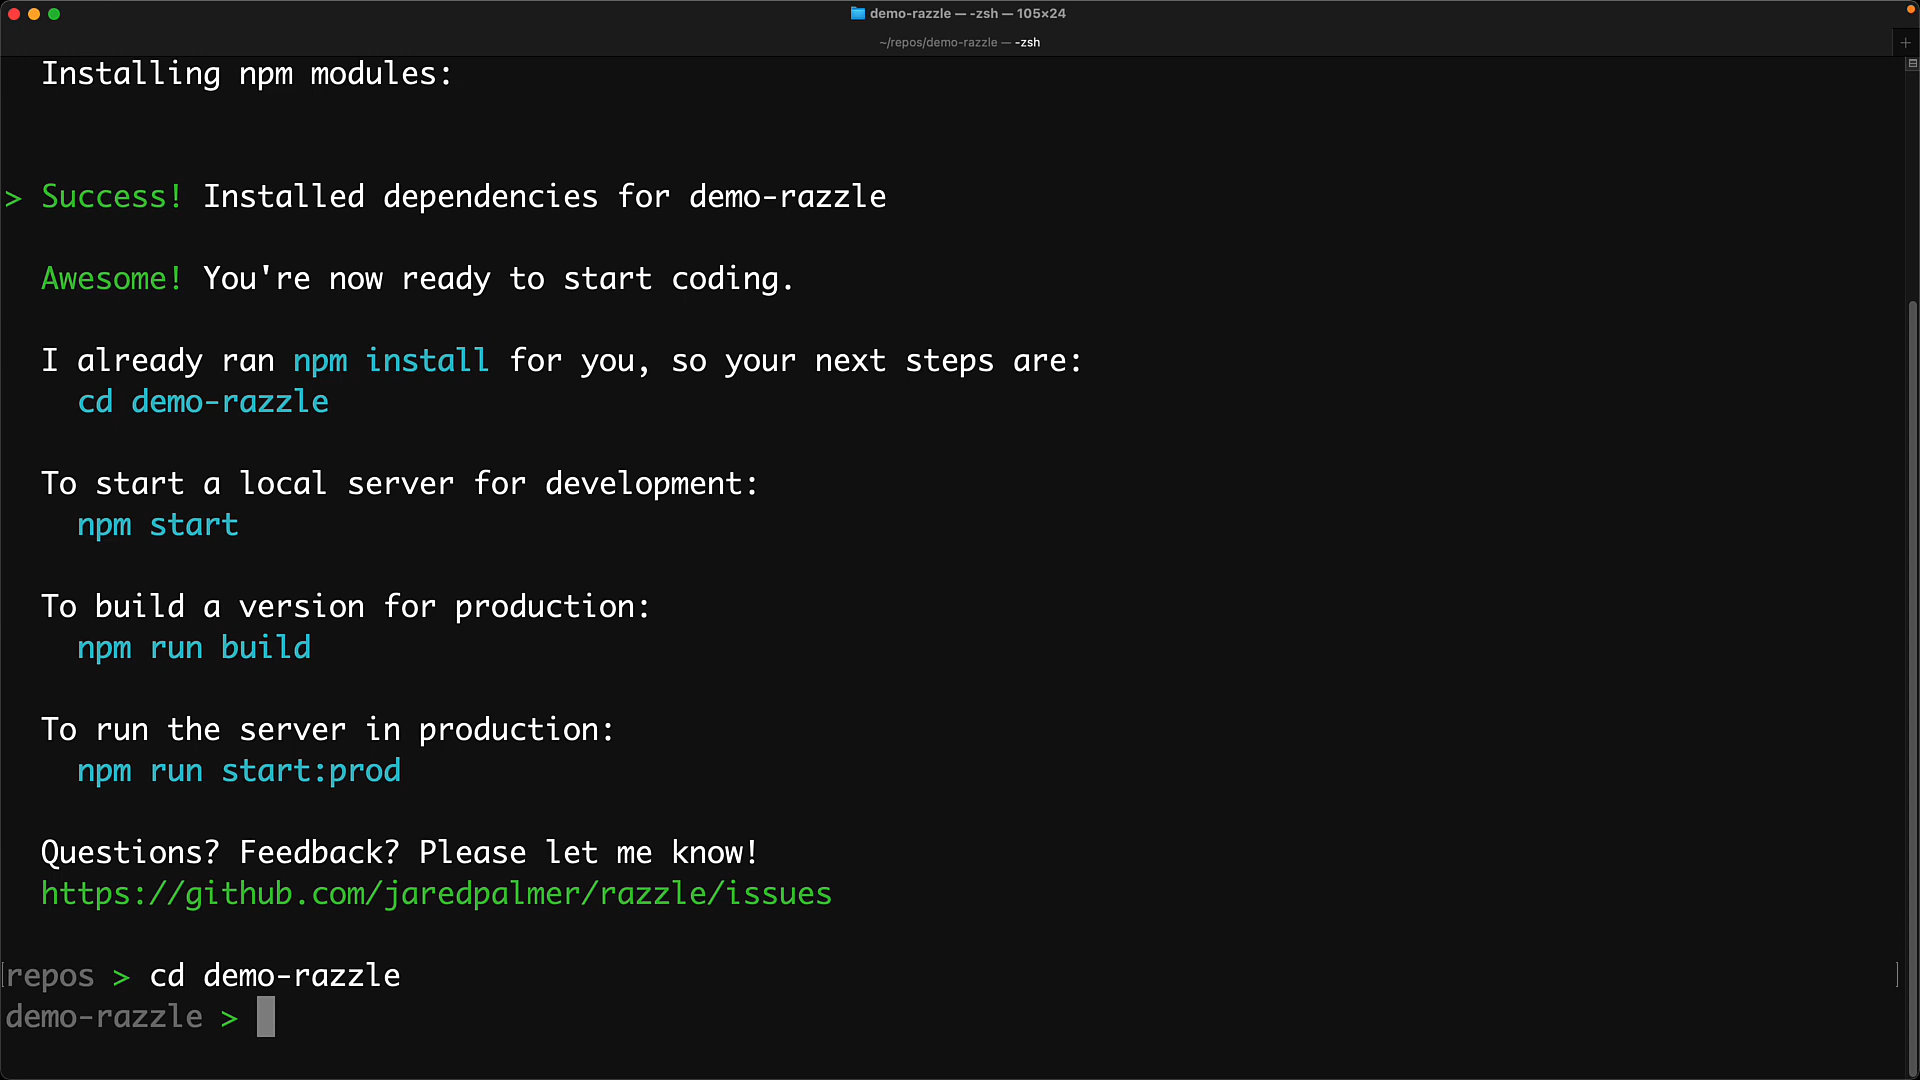 demo-razzle — -zsh — 105×24
~/repos/demo-razzle — -zsh
Installing npm modules:
> Success! Installed dependencies for demo-razzle
Awesome! You're now ready to start coding.
I already ran npm install for you, so your next steps are:
cd demo-razzle
To start a local server for development:
npm start
To build a version for production:
npm run build
To run the server in production:
npm run start:prod
Questions? Feedback? Please let me know!
https://github.com/jaredpalmer/razzle/issues
[repos > cd demo-razzle ]
demo-razzle >